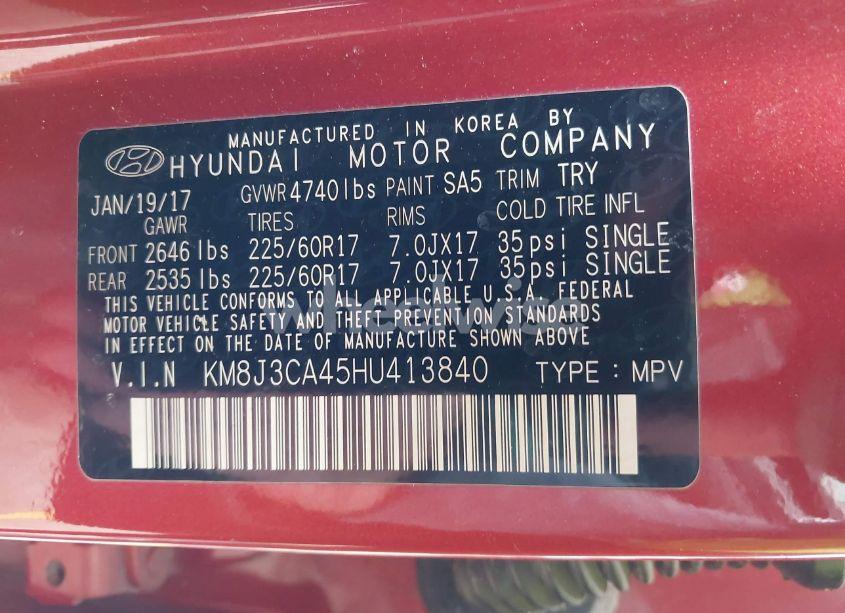 MANUFACTURED IN KOREA BY
HYUNDAI MOTOR COMPANY
JAN/19/17 GVWR 4740lbs PAINT SA5 TRIM TRY
GAWR TIRES RIMS COLD TIRE INFL
FRONT 2646 lbs 225/60R17 7.0JX17 35psi SINGLE
REAR 2535 lbs 225/60R17 7.0JX17 35psi SINGLE
THIS VEHICLE CONFORMS TO ALL APPLICABLE U.S.A. FEDERAL
MOTOR VEHICLE SAFETY AND THEFT PREVENTION STANDARDS
IN EFFECT ON THE DATE OF MANUFACTURE SHOWN ABOVE
V.I.N KM8J3CA45HU413840 TYPE : MPV